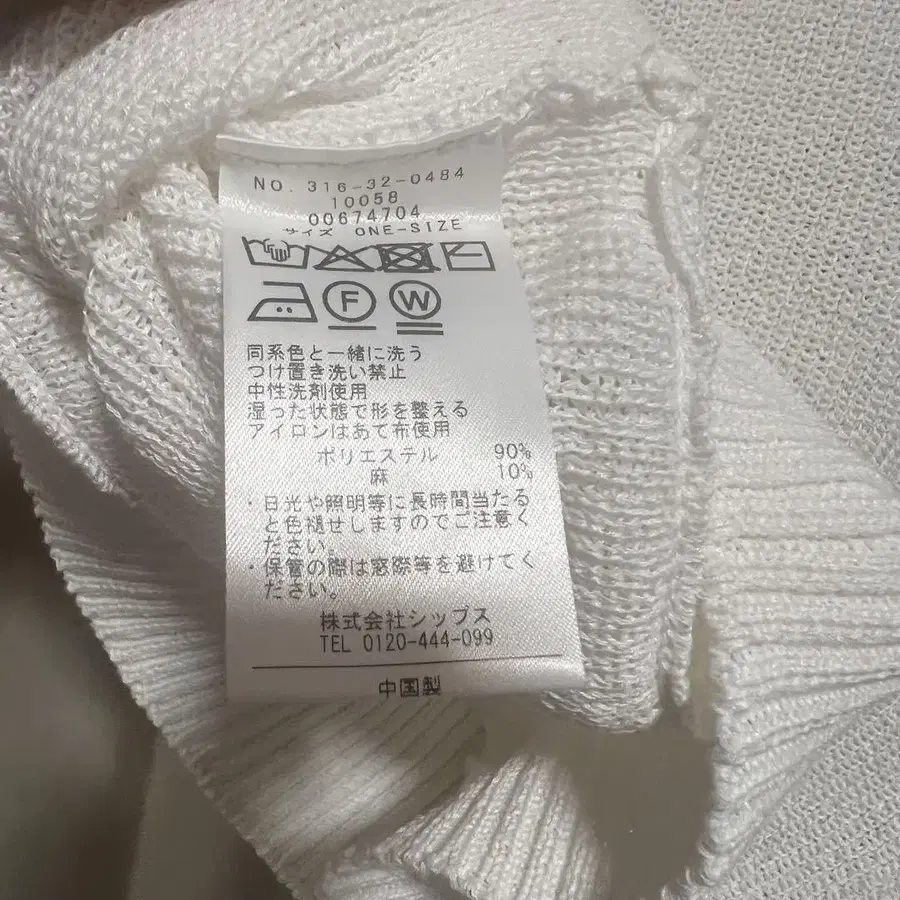 NO. 316-32-0484
10058
00674704
サイズ ONE-SIZE
F W
同系色と一緒に洗う
つけ置き洗い禁止
中性洗剤使用
湿った状態で形を整える
アイロンはあて布使用
ポリエステル 90%
麻 10%
・日光や照明等に長時間当たる
と色褪せしますのでご注意く
ださい。
・保管の際は窓際等を避けてく
ださい。
株式会社シップス
TEL 0120-444-099
中国製